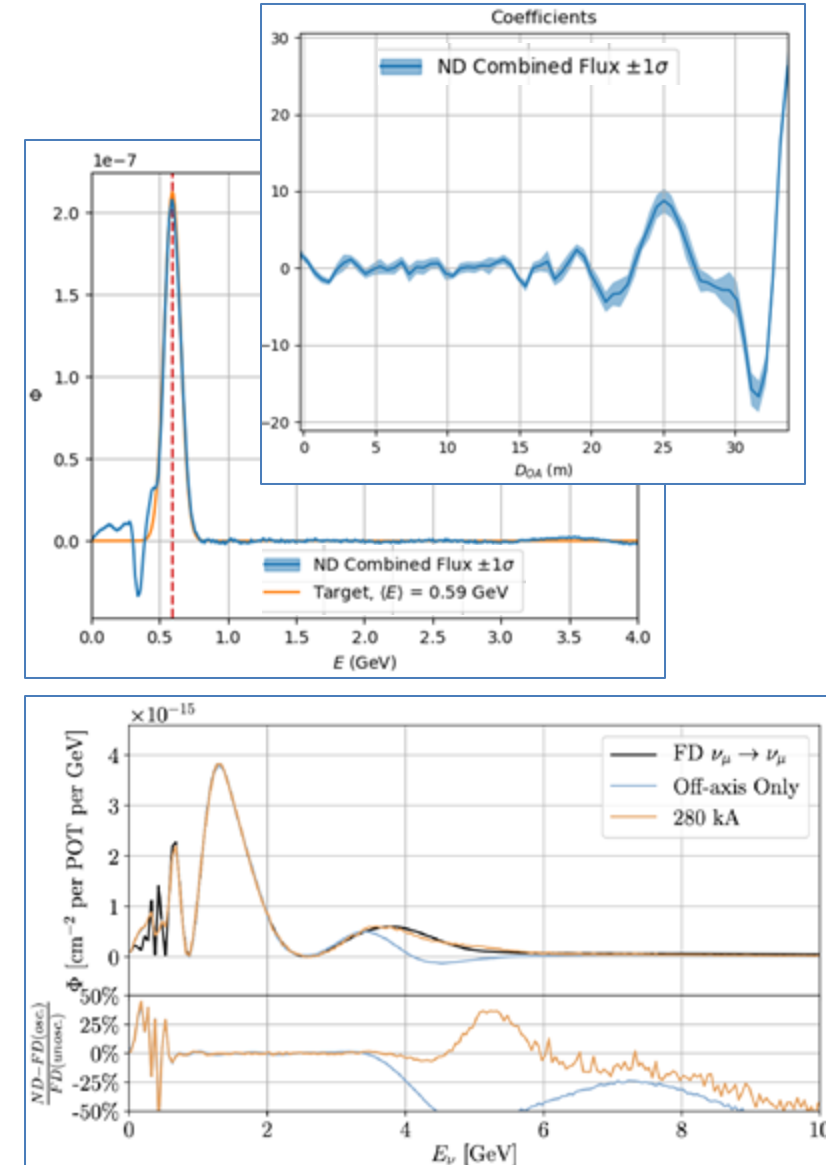 Coefficients
30
20
10
0
−10
−20
ND Combined Flux ±1σ
0 5 10 15 20 25 30
D_OA (m)
1e−7
2.0
1.5
1.0
0.5
0.0
Φ
ND Combined Flux ±1σ
Target, ⟨E⟩ = 0.59 GeV
0.0 0.5 1.0 1.5 2.0 2.5 3.0 3.5 4.0
E (GeV)
×10⁻¹⁵
Φ [cm⁻² per POT per GeV]
4
3
2
1
0
FD ν_μ → ν_μ
Off-axis Only
280 kA
ND−FD(osc.)
FD(unosc.)
50%
25%
0%
-25%
-50%
0 2 4 6 8 10
E_ν [GeV]